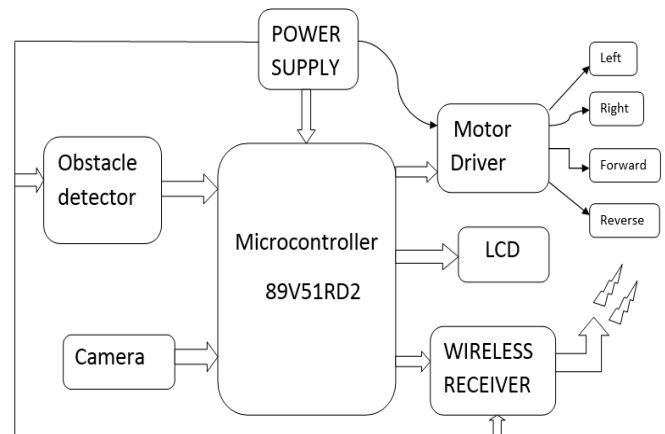 POWER
SUPPLY
Left
Right
Forward
Reverse
Motor
Driver
Obstacle
detector
Microcontroller
89V51RD2
LCD
Camera
WIRELESS
RECEIVER